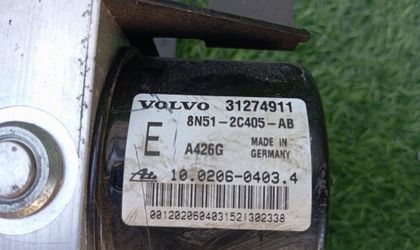 VOLVO 31274911
8N51-2C405-AB
E A426G MADE IN GERMANY
10.0206-0403.4
0012020604031521302338